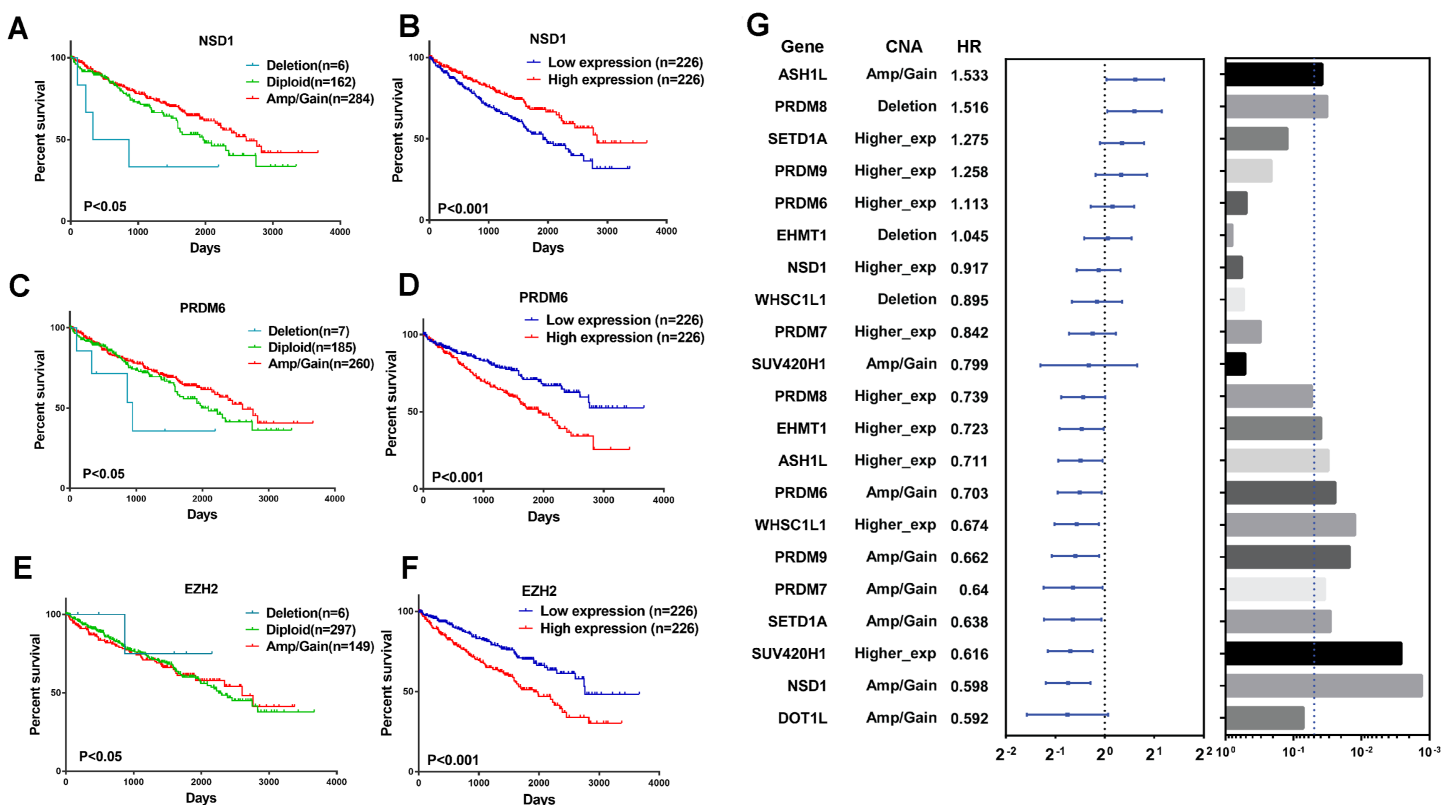 A
NSD1
Deletion(n=6)
Diploid(n=162)
Amp/Gain(n=284)
Percent survival
100
50
0
0 1000 2000 3000 4000
Days
P<0.05
B
NSD1
Low expression (n=226)
High expression (n=226)
Percent survival
100
50
0
0 1000 2000 3000 4000
Days
P<0.001
C
PRDM6
Deletion(n=7)
Diploid(n=185)
Amp/Gain(n=260)
Percent survival
100
50
0
0 1000 2000 3000 4000
Days
P<0.05
D
PRDM6
Low expression (n=226)
High expression (n=226)
Percent survival
100
50
0
0 1000 2000 3000 4000
Days
P<0.001
E
EZH2
Deletion(n=6)
Diploid(n=297)
Amp/Gain(n=149)
Percent survival
100
50
0
0 1000 2000 3000 4000
Days
P<0.05
F
EZH2
Low expression (n=226)
High expression (n=226)
Percent survival
100
50
0
0 1000 2000 3000 4000
Days
P<0.001
G
Gene CNA HR
ASH1L Amp/Gain 1.533
PRDM8 Deletion 1.516
SETD1A Higher_exp 1.275
PRDM9 Higher_exp 1.258
PRDM6 Higher_exp 1.113
EHMT1 Deletion 1.045
NSD1 Higher_exp 0.917
WHSC1L1 Deletion 0.895
PRDM7 Higher_exp 0.842
SUV420H1 Amp/Gain 0.799
PRDM8 Higher_exp 0.739
EHMT1 Higher_exp 0.723
ASH1L Higher_exp 0.711
PRDM6 Amp/Gain 0.703
WHSC1L1 Higher_exp 0.674
PRDM9 Amp/Gain 0.662
PRDM7 Amp/Gain 0.64
SETD1A Amp/Gain 0.638
SUV420H1 Higher_exp 0.616
NSD1 Amp/Gain 0.598
DOT1L Amp/Gain 0.592
2⁻² 2⁻¹ 2⁰ 2¹ 2²
10⁰ 10⁻¹ 10⁻² 10⁻³